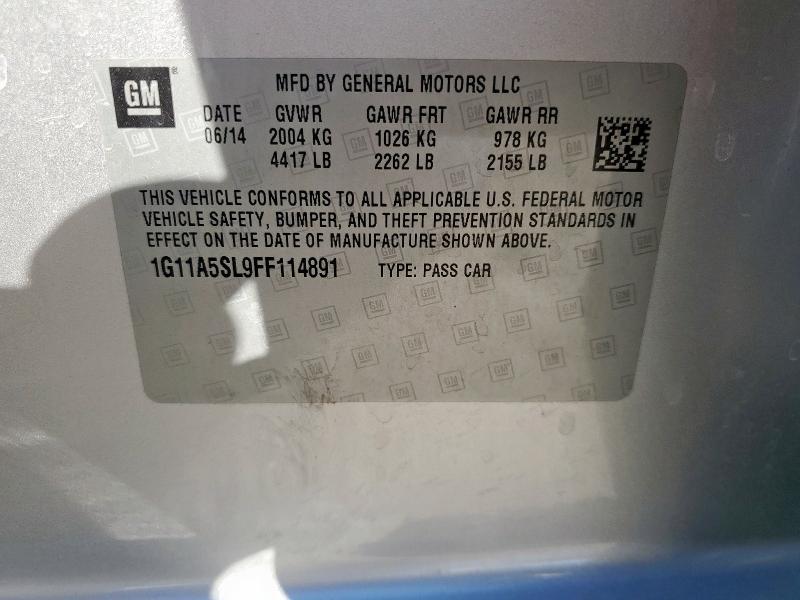 GM ®
MFD BY GENERAL MOTORS LLC
DATE GVWR GAWR FRT GAWR RR
06/14 2004 KG 1026 KG 978 KG
4417 LB 2262 LB 2155 LB
THIS VEHICLE CONFORMS TO ALL APPLICABLE U.S. FEDERAL MOTOR
VEHICLE SAFETY, BUMPER, AND THEFT PREVENTION STANDARDS IN
EFFECT ON THE DATE OF MANUFACTURE SHOWN ABOVE.
1G11A5SL9FF114891 TYPE: PASS CAR